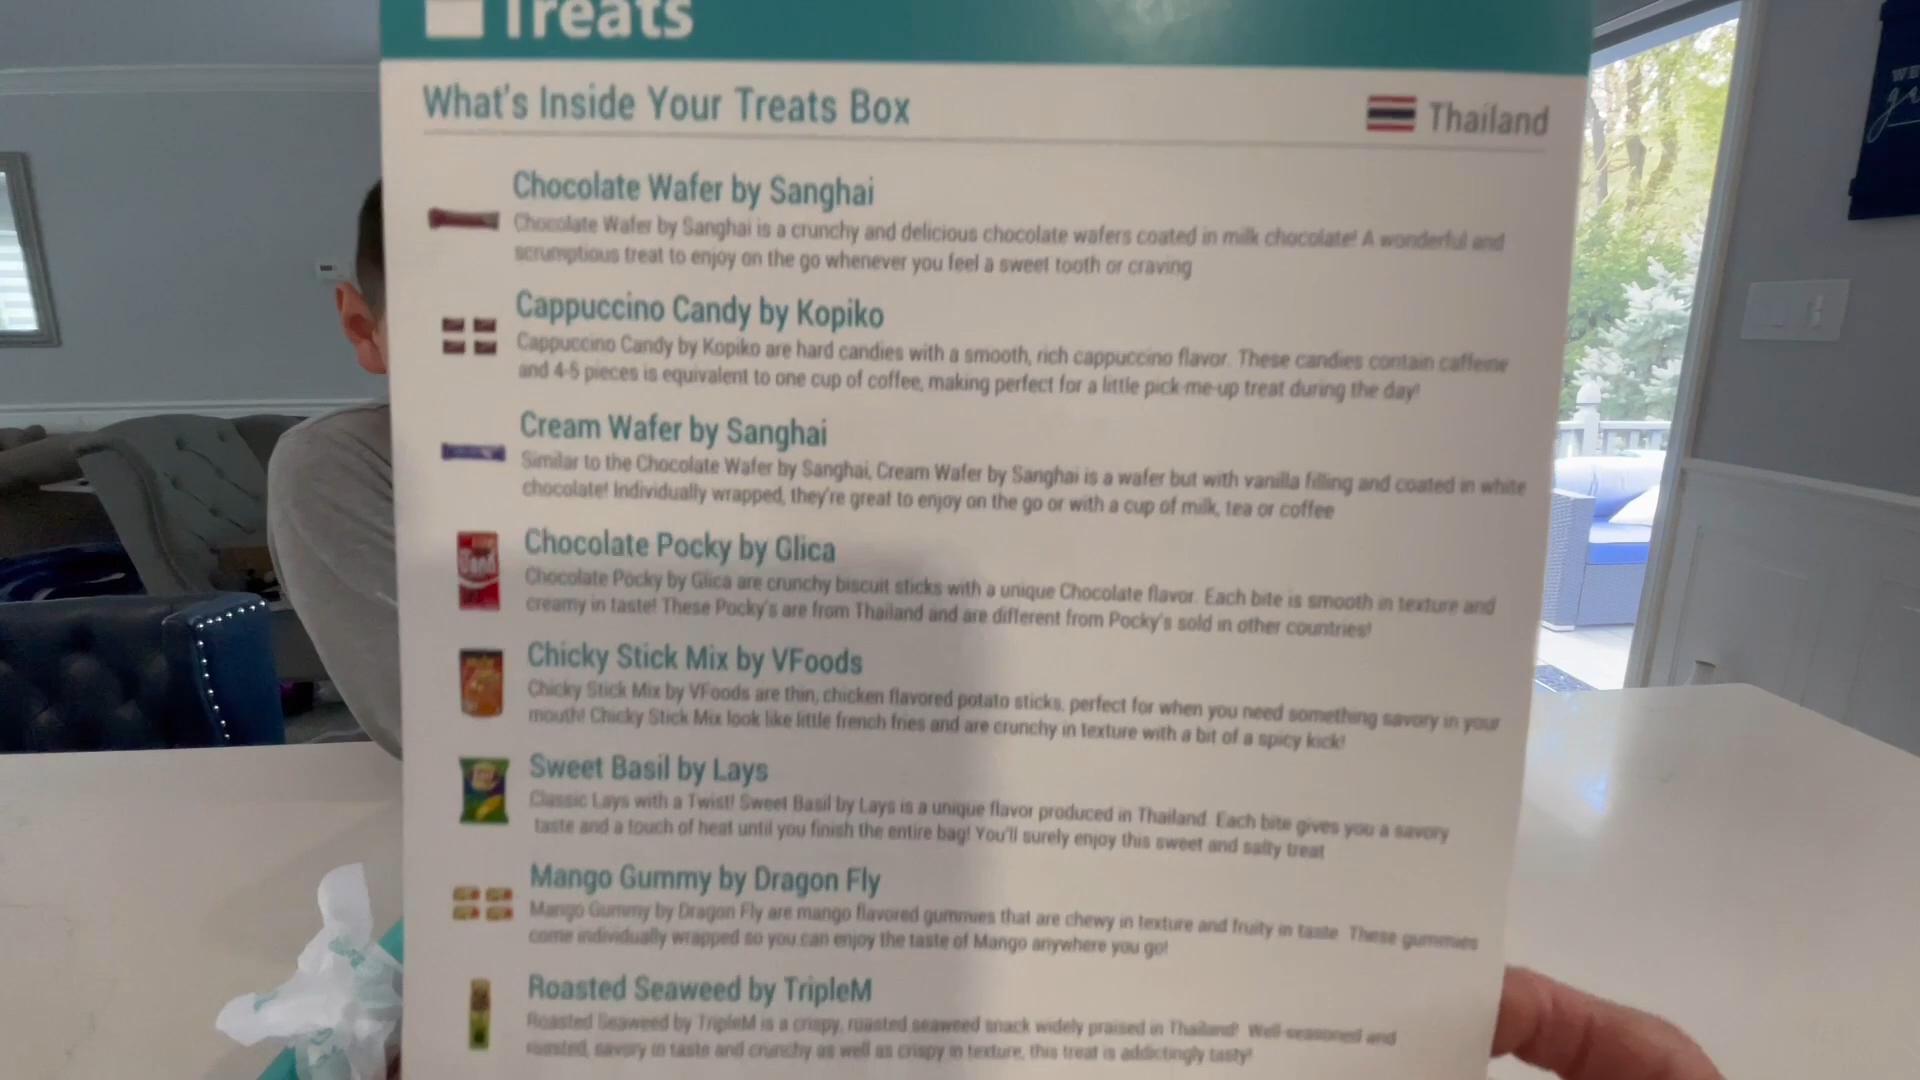 Treats
What's Inside Your Treats Box
Thailand
Chocolate Wafer by Sanghai
Chocolate Wafer by Sanghai is a crunchy and delicious chocolate wafers coated in milk chocolate! A wonderful and
scrumptious treat to enjoy on the go whenever you feel a sweet tooth or craving
Cappuccino Candy by Kopiko
Cappuccino Candy by Kopiko are hard candies with a smooth, rich cappuccino flavor. These candies contain caffeine
and 4-5 pieces is equivalent to one cup of coffee, making perfect for a little pick-me-up treat during the day!
Cream Wafer by Sanghai
Similar to the Chocolate Wafer by Sanghai, Cream Wafer by Sanghai is a wafer but with vanilla filling and coated in white
chocolate! Individually wrapped, they're great to enjoy on the go or with a cup of milk, tea or coffee
Chocolate Pocky by Glica
Chocolate Pocky by Glica are crunchy biscuit sticks with a unique Chocolate flavor. Each bite is smooth in texture and
creamy in taste! These Pocky's are from Thailand and are different from Pocky's sold in other countries!
Chicky Stick Mix by VFoods
Chicky Stick Mix by VFoods are thin, chicken flavored potato sticks, perfect for when you need something savory in your
mouth! Chicky Stick Mix look like little french fries and are crunchy in texture with a bit of a spicy kick!
Sweet Basil by Lays
Classic Lays with a Twist! Sweet Basil by Lays is a unique flavor produced in Thailand. Each bite gives you a savory
taste and a touch of heat until you finish the entire bag! You'll surely enjoy this sweet and salty treat
Mango Gummy by Dragon Fly
Mango Gummy by Dragon Fly are mango flavored gummies that are chewy in texture and fruity in taste. These gummies
come individually wrapped so you can enjoy the taste of Mango anywhere you go!
Roasted Seaweed by TripleM
Roasted Seaweed by TripleM is a crispy, roasted seaweed snack widely praised in Thailand! Well-seasoned and
roasted, savory in taste and crunchy as well as crispy in texture, this treat is addictingly tasty!